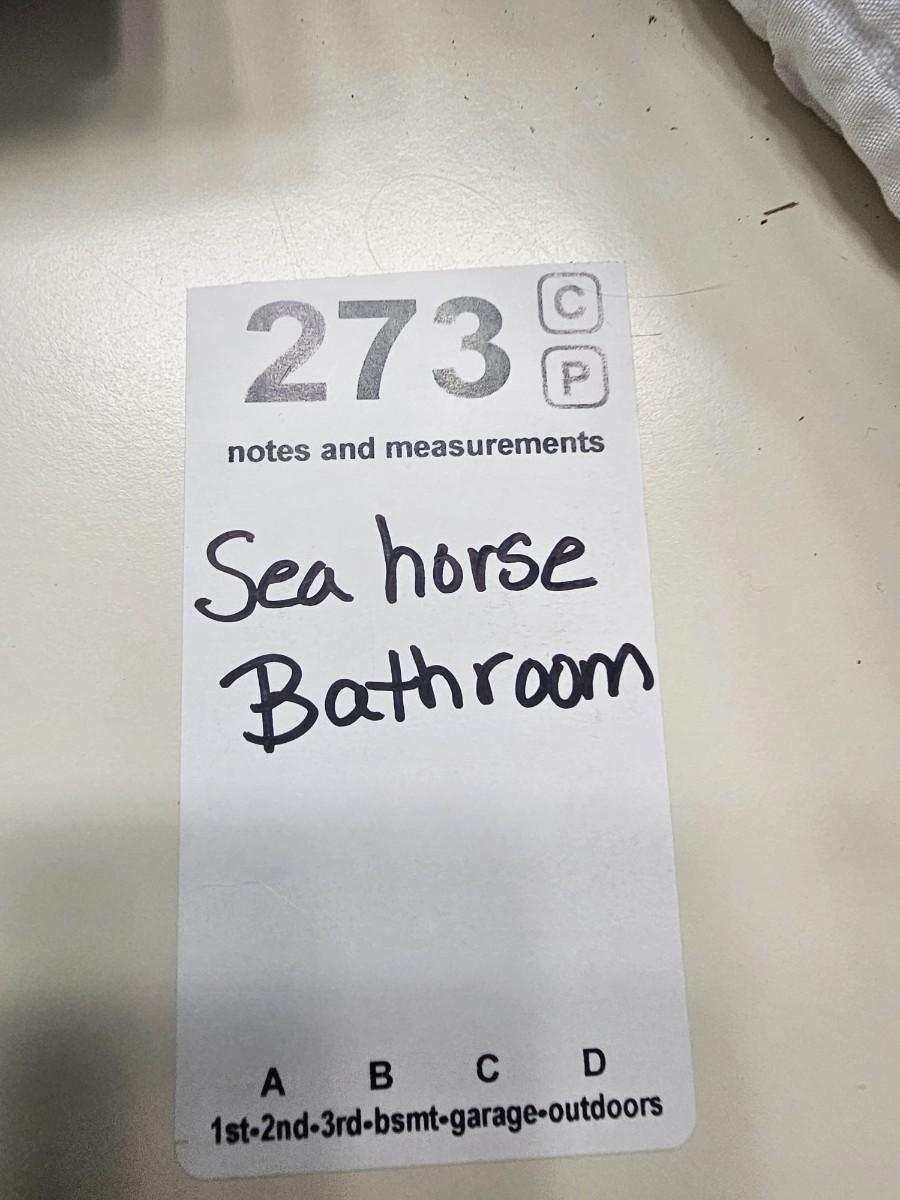 273 C
P
notes and measurements
Sea horse
Bathroom
A B C D
1st-2nd-3rd-bsmt-garage-outdoors